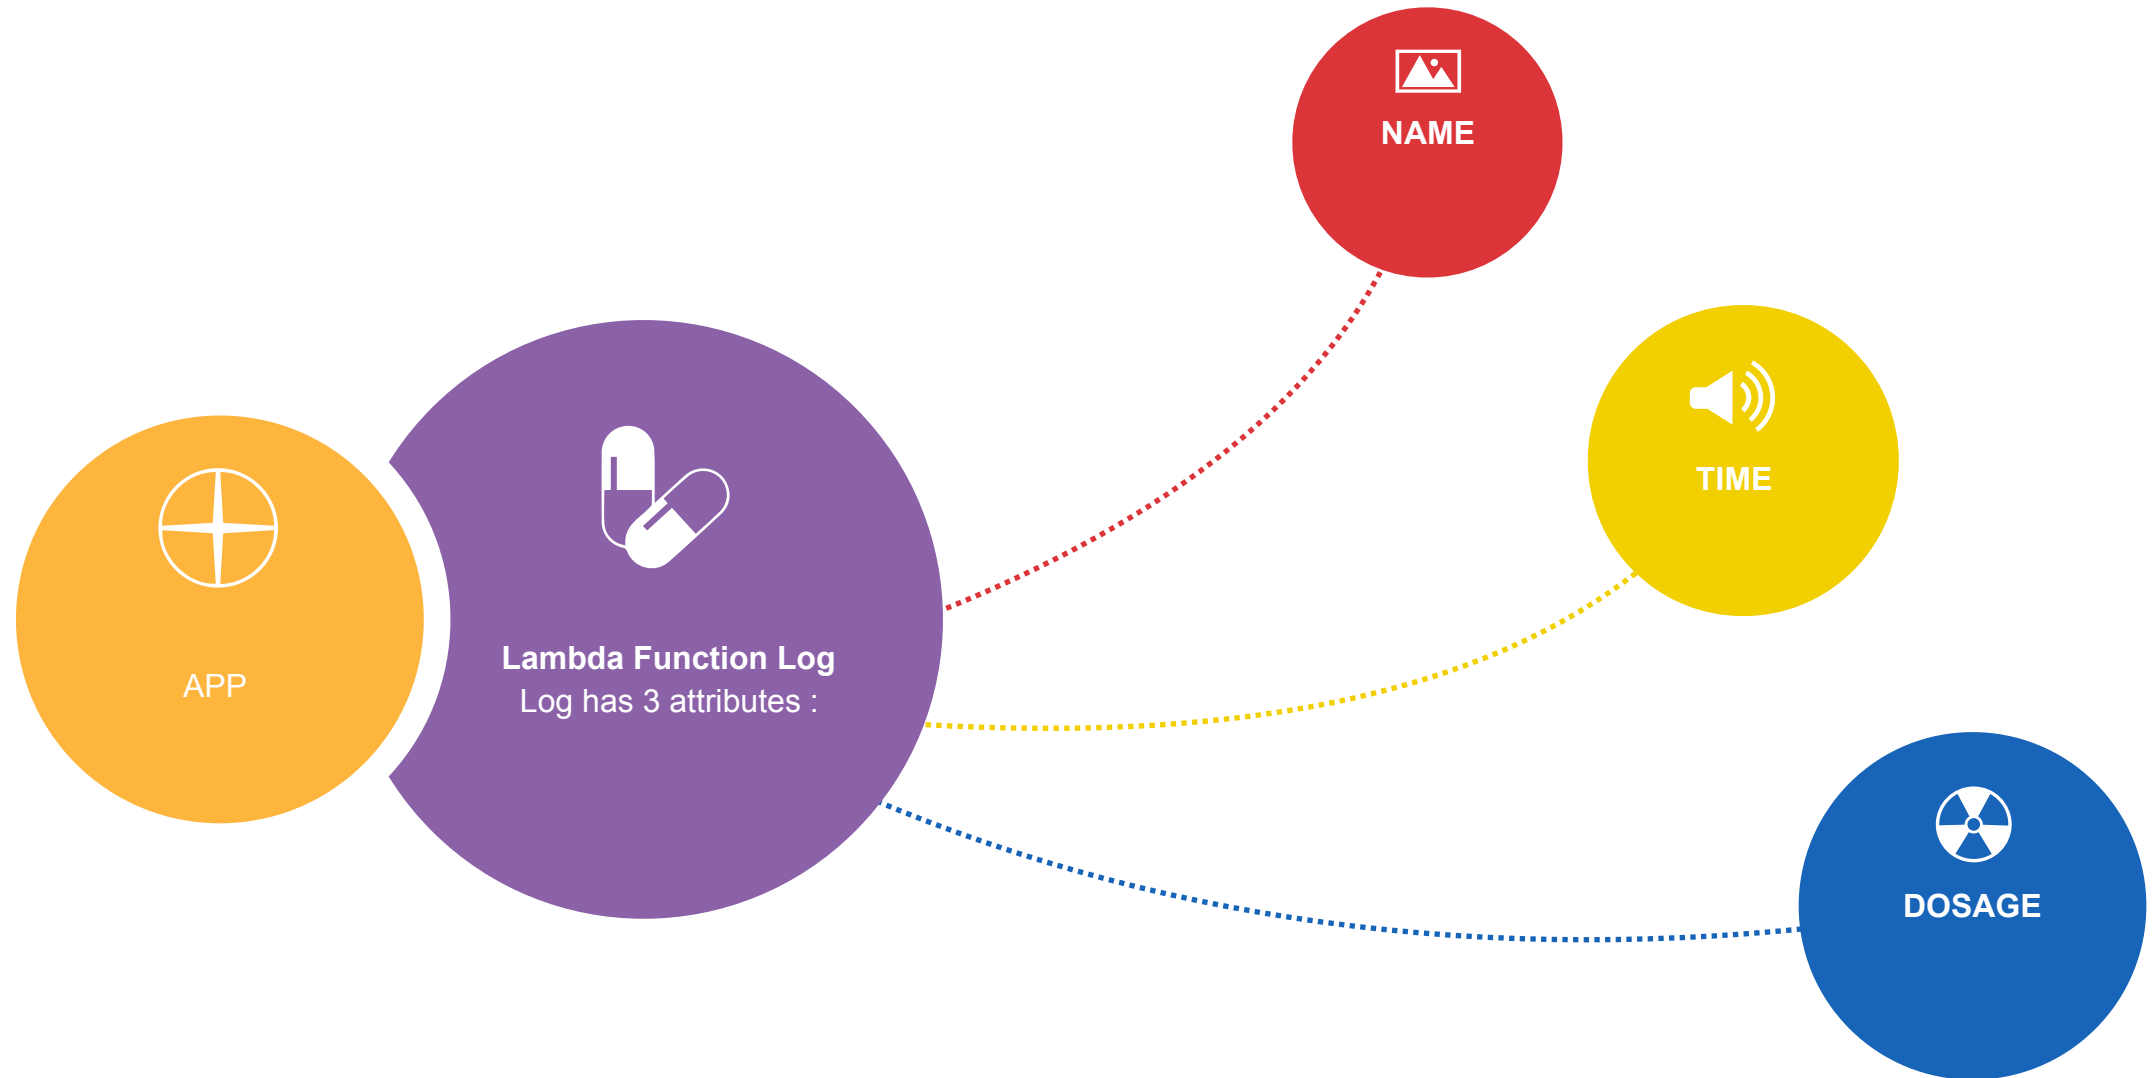 NAME
TIME
APP
Lambda Function Log
Log has 3 attributes :
DOSAGE